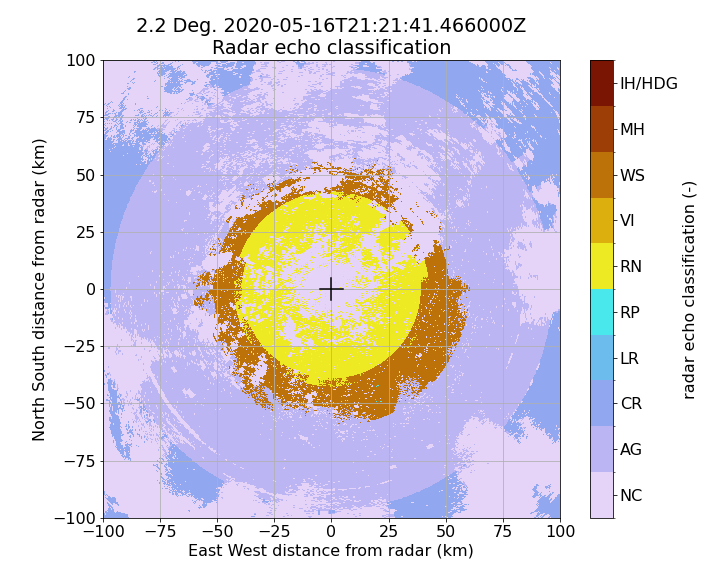 2.2 Deg. 2020-05-16T21:21:41.466000Z
Radar echo classification
100
75
50
25
0
−25
−50
−75
−100
North South distance from radar (km)
−100
−75
−50
−25
0
25
50
75
100
East West distance from radar (km)
IH/HDG
MH
WS
VI
RN
RP
LR
CR
AG
NC
radar echo classification (-)